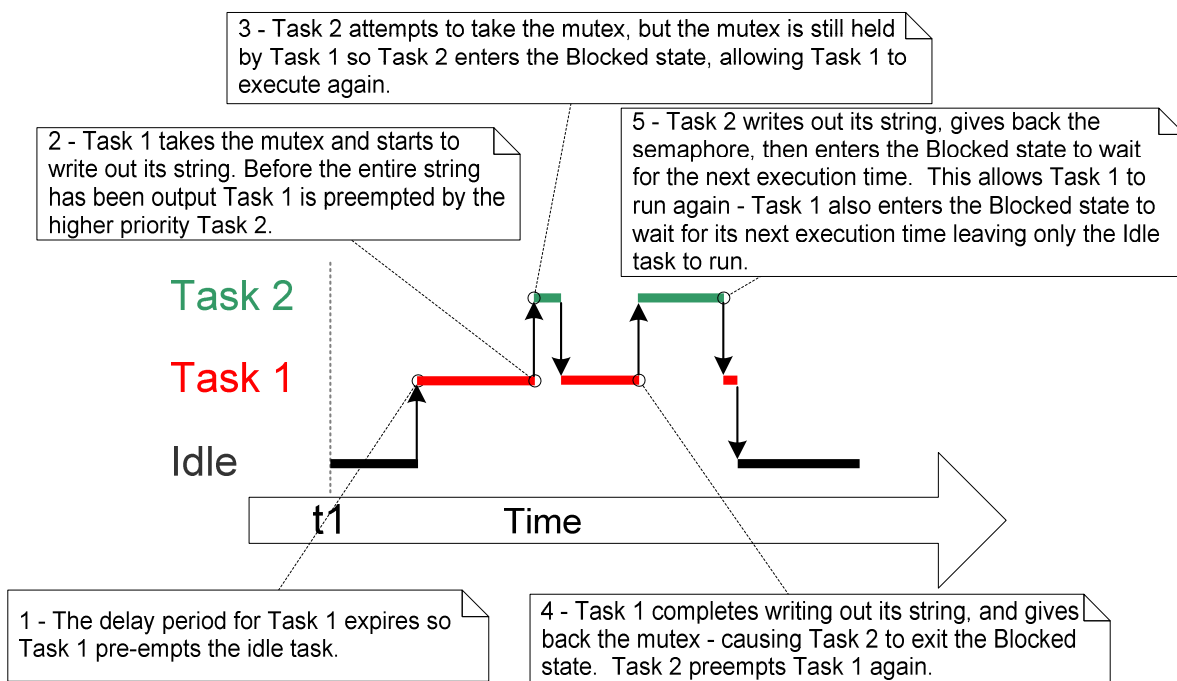 3 - Task 2 attempts to take the mutex, but the mutex is still held
by Task 1 so Task 2 enters the Blocked state, allowing Task 1 to
execute again.
2 - Task 1 takes the mutex and starts to
write out its string. Before the entire string
has been output Task 1 is preempted by the
higher priority Task 2.
5 - Task 2 writes out its string, gives back the
semaphore, then enters the Blocked state to wait
for the next execution time.  This allows Task 1 to
run again - Task 1 also enters the Blocked state to
wait for its next execution time leaving only the Idle
task to run.
Task 2
Task 1
Idle
t1
Time
1 - The delay period for Task 1 expires so
Task 1 pre-empts the idle task.
4 - Task 1 completes writing out its string, and gives
back the mutex - causing Task 2 to exit the Blocked
state.  Task 2 preempts Task 1 again.